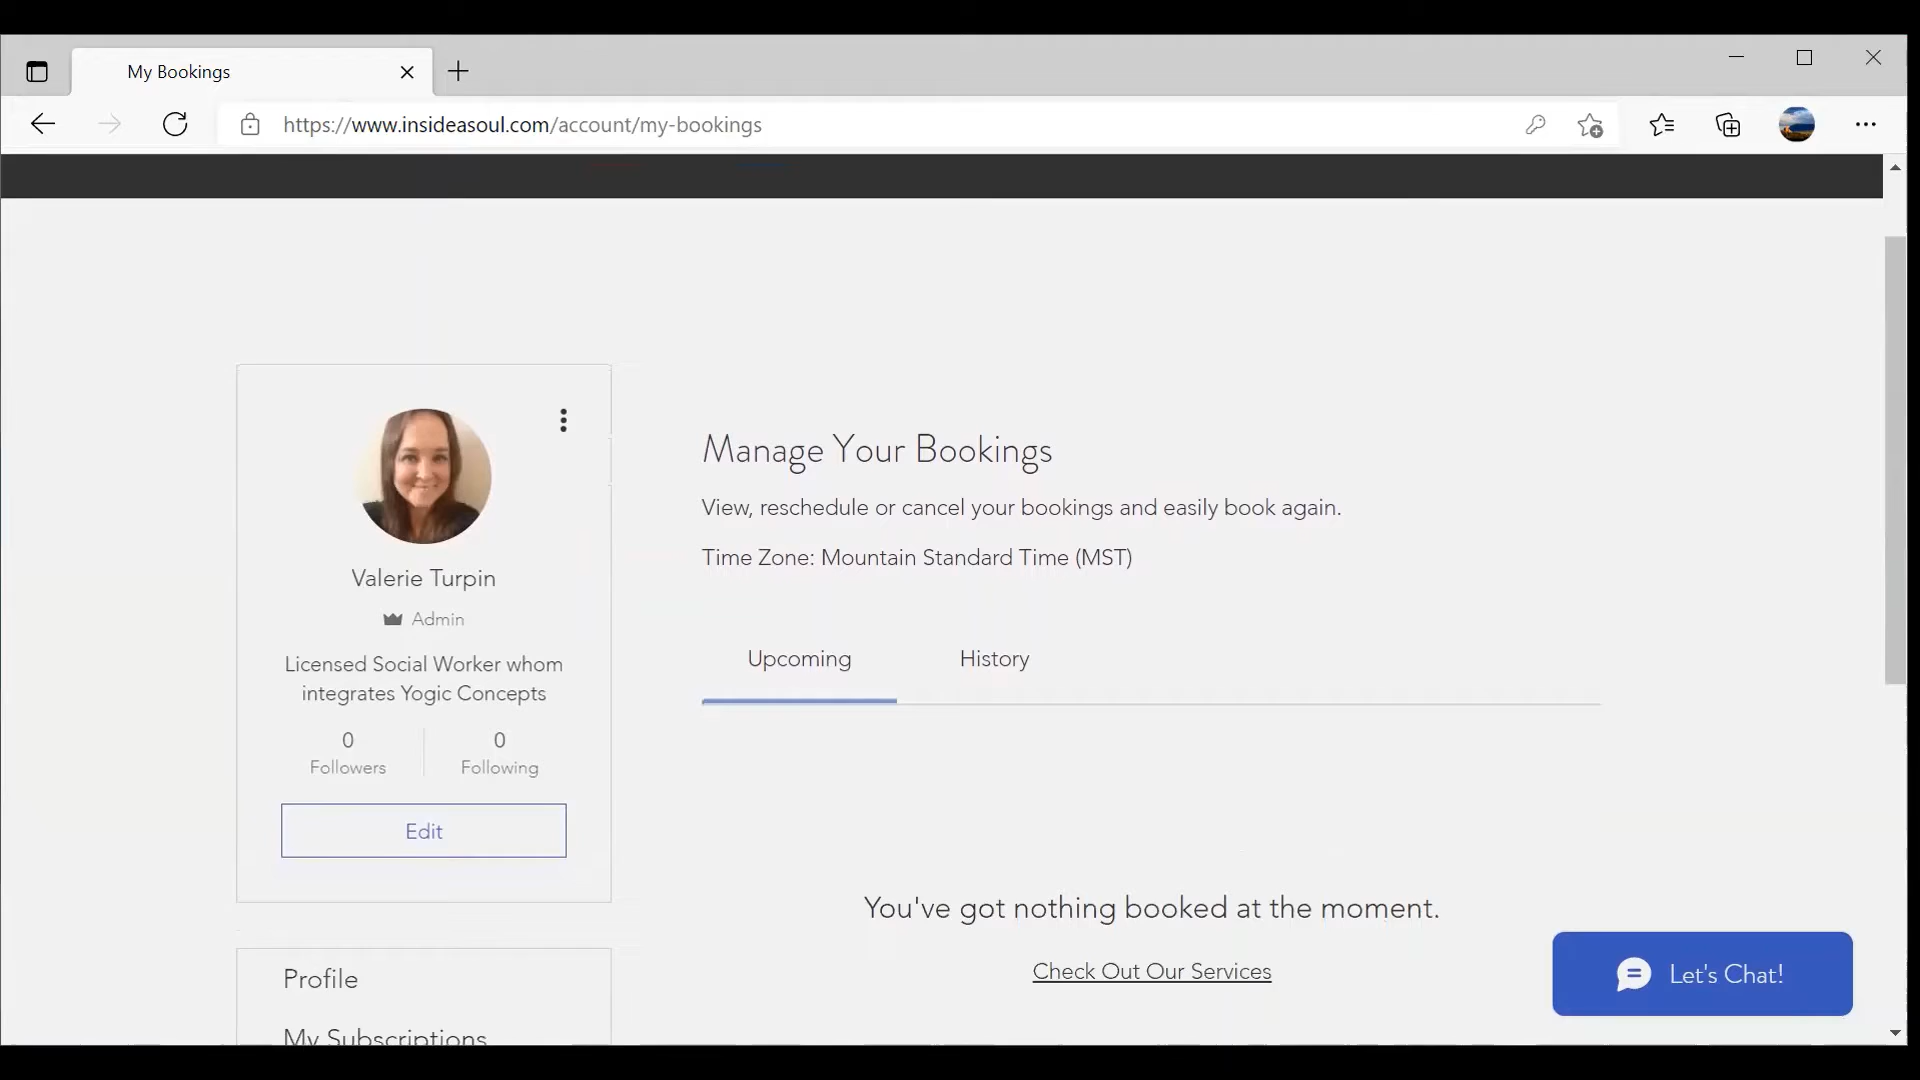 My Bookings
https://www.insideasoul.com/account/my-bookings
Valerie Turpin
Admin
Licensed Social Worker whom
integrates Yogic Concepts
0
Followers
0
Following
Edit
Profile
My Subscriptions
Manage Your Bookings
View, reschedule or cancel your bookings and easily book again.
Time Zone: Mountain Standard Time (MST)
Upcoming
History
You've got nothing booked at the moment.
Check Out Our Services
Let's Chat!